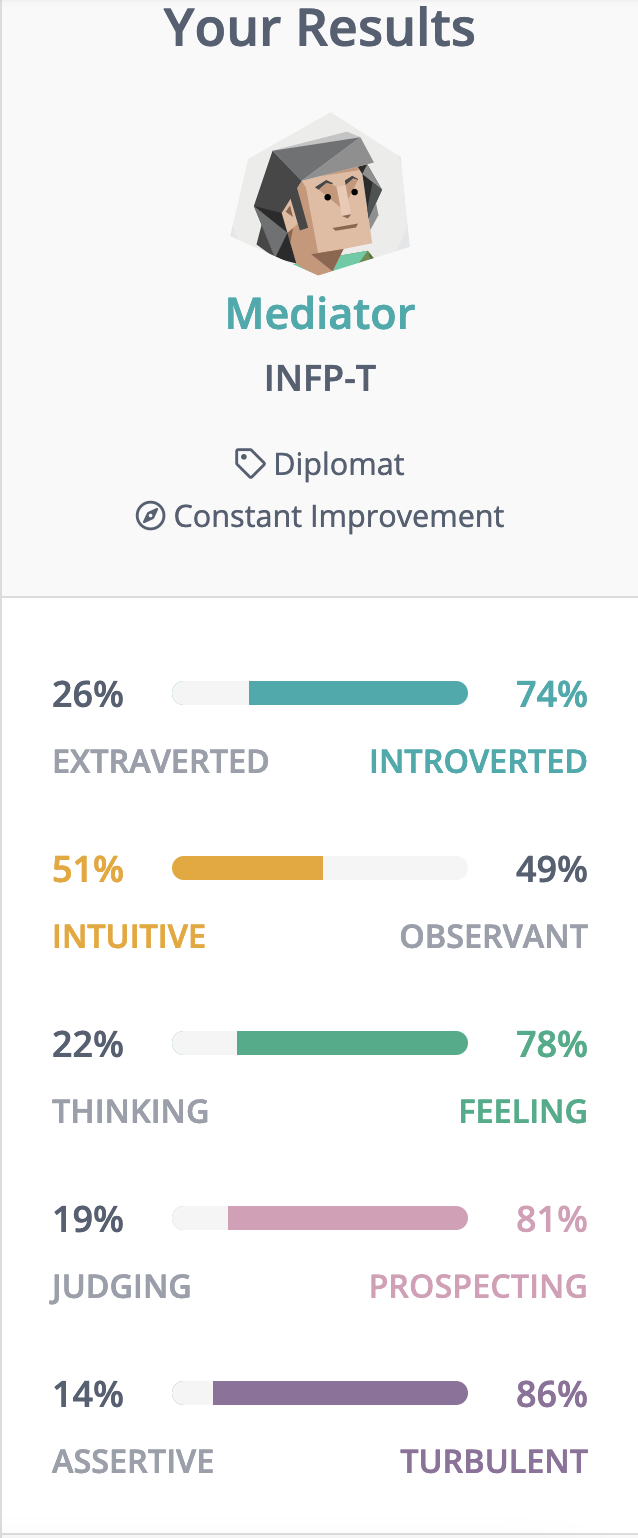 Your Results
Mediator
INFP-T
Diplomat
Constant Improvement
26% 74%
EXTRAVERTED INTROVERTED
51% 49%
INTUITIVE OBSERVANT
22% 78%
THINKING FEELING
19% 81%
JUDGING PROSPECTING
14% 86%
ASSERTIVE TURBULENT